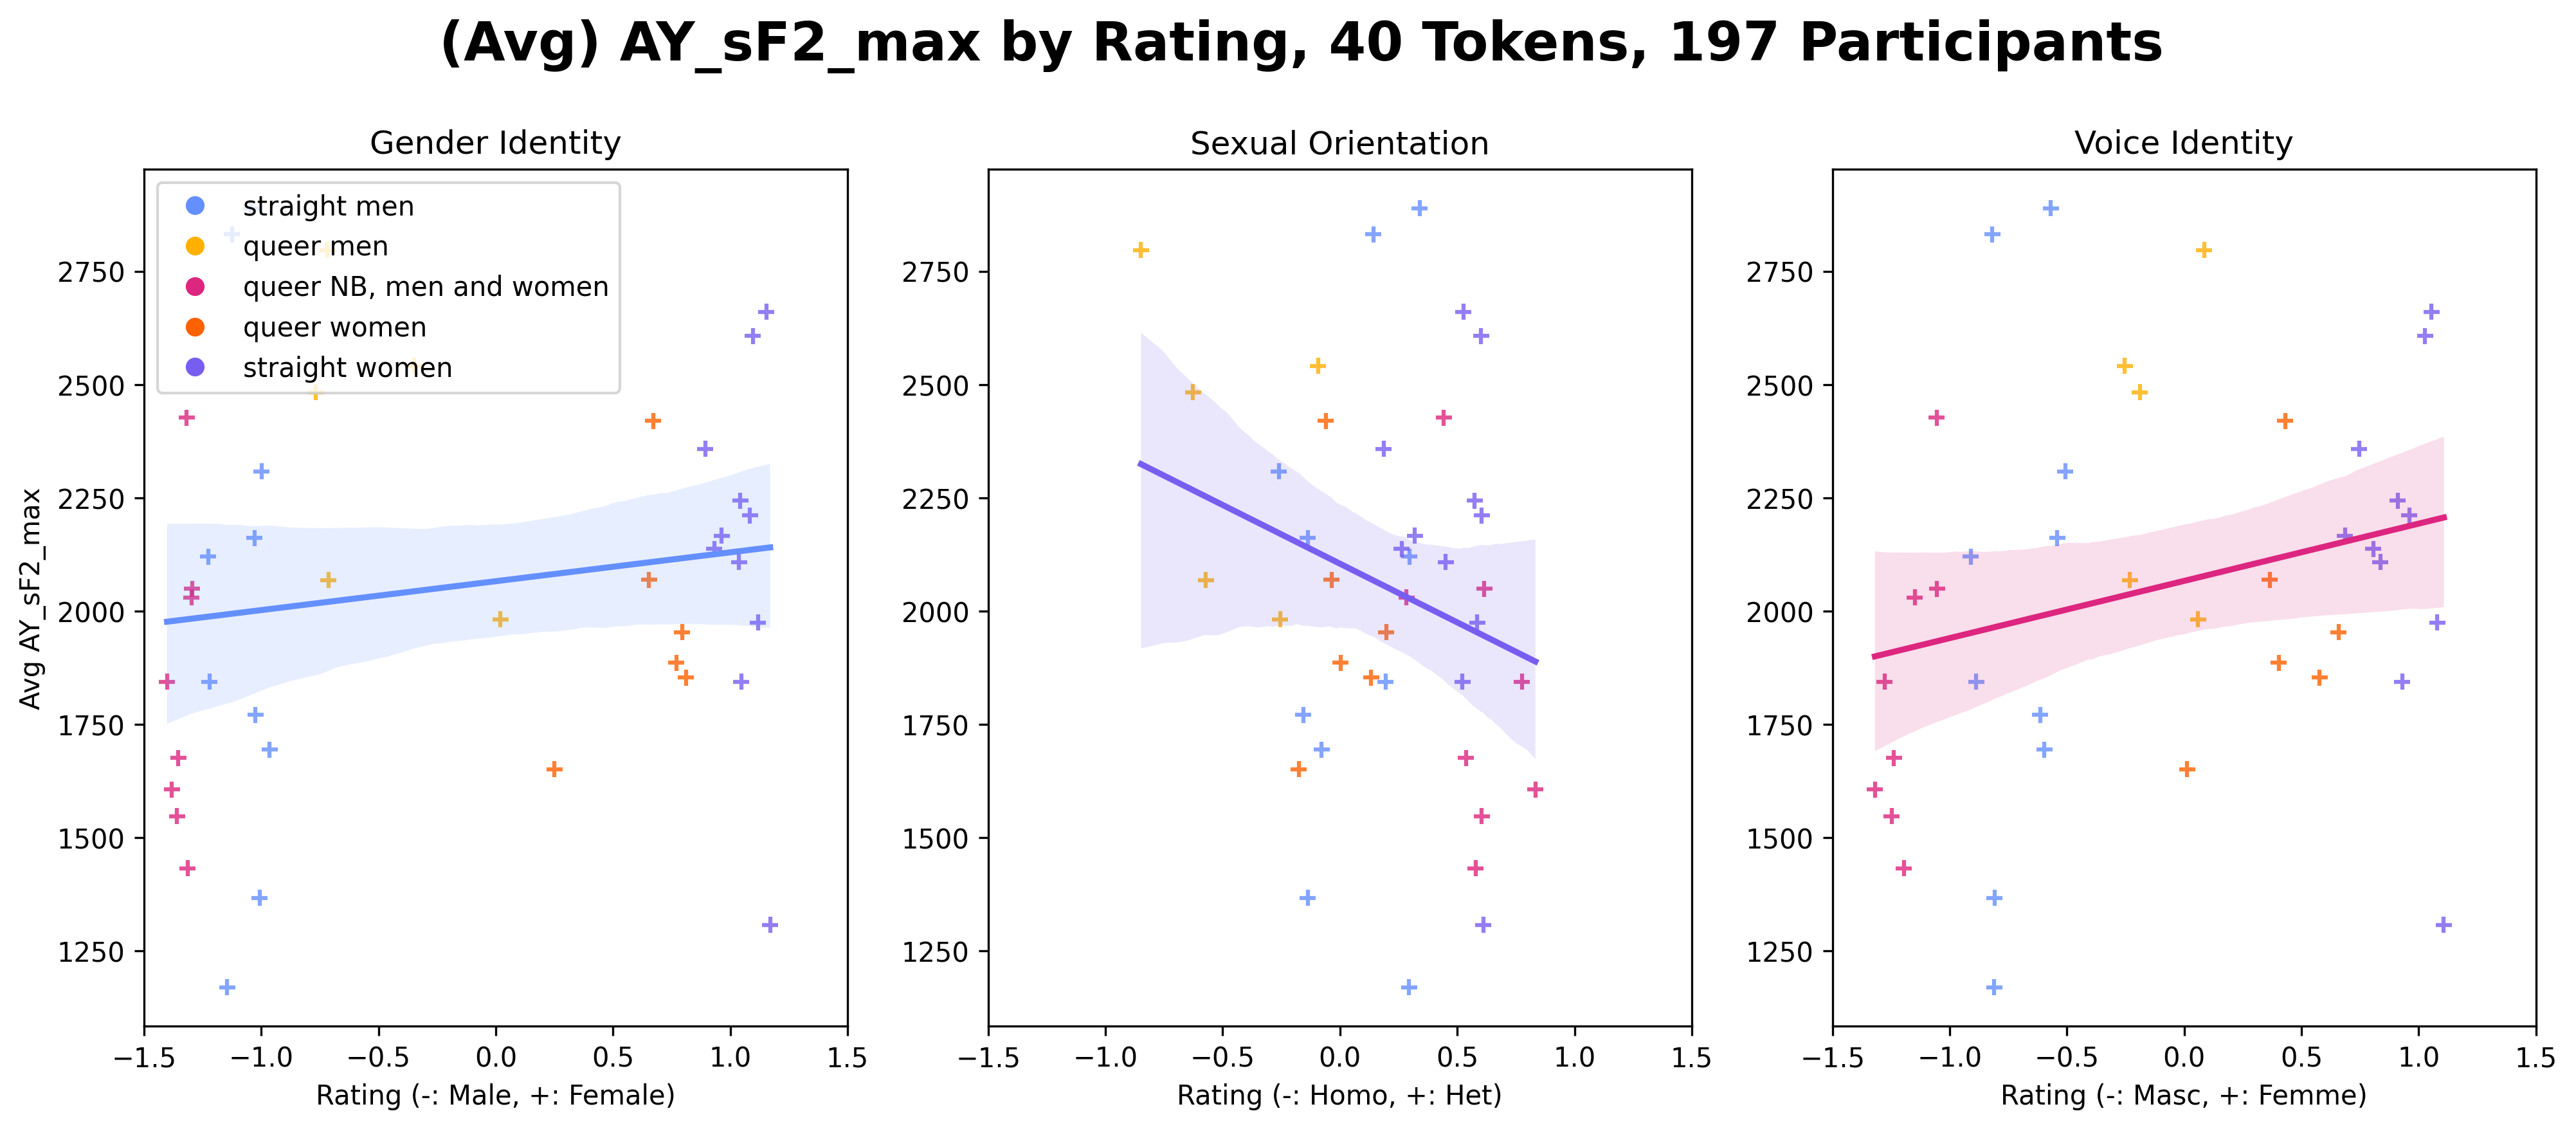 (Avg) AY_sF2_max by Rating, 40 Tokens, 197 Participants
Gender Identity
straight men
queer men
queer NB, men and women
queer women
straight women
Avg AY_sF2_max
2750
2500
2250
2000
1750
1500
1250
−1.5 −1.0 −0.5 0.0 0.5 1.0 1.5
Rating (-: Male, +: Female)
Sexual Orientation
2750
2500
2250
2000
1750
1500
1250
−1.5 −1.0 −0.5 0.0 0.5 1.0 1.5
Rating (-: Homo, +: Het)
Voice Identity
2750
2500
2250
2000
1750
1500
1250
−1.5 −1.0 −0.5 0.0 0.5 1.0 1.5
Rating (-: Masc, +: Femme)